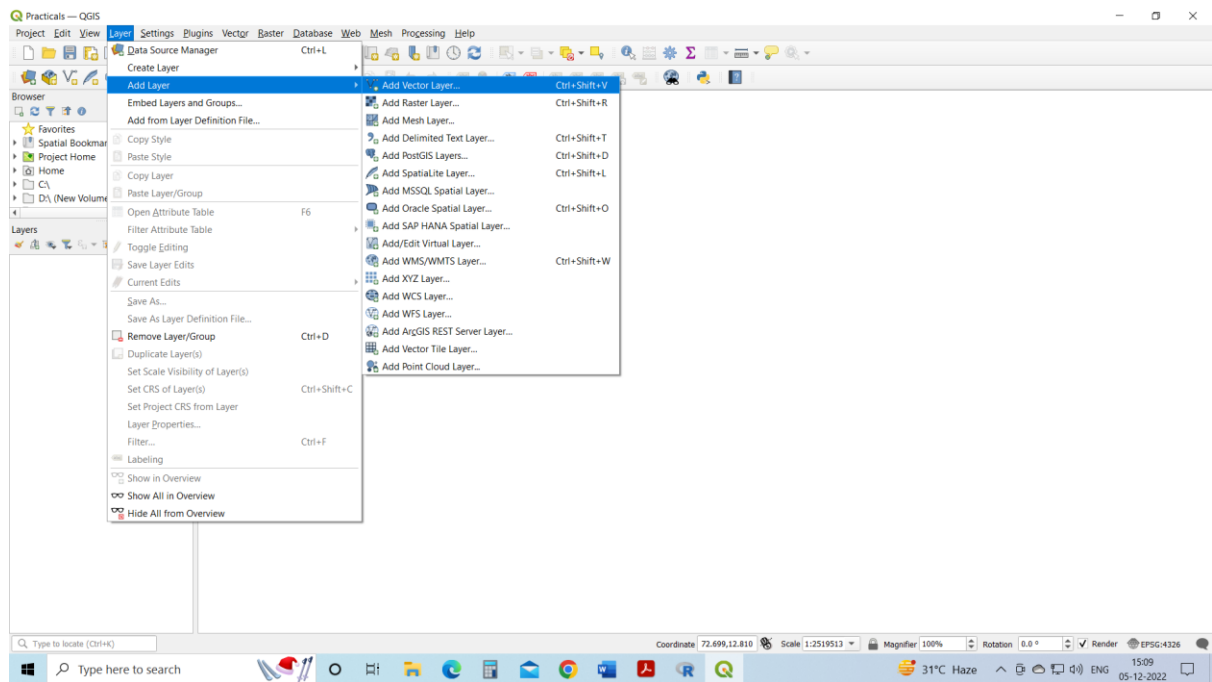 Practicals — QGIS
Project Edit View Layer Settings Plugins Vector Raster Database Web Mesh Processing Help
Data Source Manager Ctrl+L
Create Layer
Add Layer
Embed Layers and Groups...
Add from Layer Definition File...
Copy Style
Paste Style
Copy Layer
Paste Layer/Group
Open Attribute Table F6
Filter Attribute Table
Toggle Editing
Save Layer Edits
Current Edits
Save As...
Save As Layer Definition File...
Remove Layer/Group Ctrl+D
Duplicate Layer(s)
Set Scale Visibility of Layer(s)
Set CRS of Layer(s) Ctrl+Shift+C
Set Project CRS from Layer
Layer Properties...
Filter... Ctrl+F
Labeling
Show in Overview
Show All in Overview
Hide All from Overview
Add Vector Layer... Ctrl+Shift+V
Add Raster Layer... Ctrl+Shift+R
Add Mesh Layer...
Add Delimited Text Layer... Ctrl+Shift+T
Add PostGIS Layers... Ctrl+Shift+D
Add SpatiaLite Layer... Ctrl+Shift+L
Add MSSQL Spatial Layer...
Add Oracle Spatial Layer... Ctrl+Shift+O
Add SAP HANA Spatial Layer...
Add/Edit Virtual Layer...
Add WMS/WMTS Layer... Ctrl+Shift+W
Add XYZ Layer...
Add WCS Layer...
Add WFS Layer...
Add ArcGIS REST Server Layer...
Add Vector Tile Layer...
Add Point Cloud Layer...
Browser
Favorites
Spatial Bookmar
Project Home
Home
C:\
D:\ (New Volume
Layers
Type to locate (Ctrl+K)
Coordinate 72.699,12.810 Scale 1:2519513 Magnifier 100% Rotation 0.0 ° Render EPSG:4326
Type here to search
31°C Haze ENG 15:09
05-12-2022